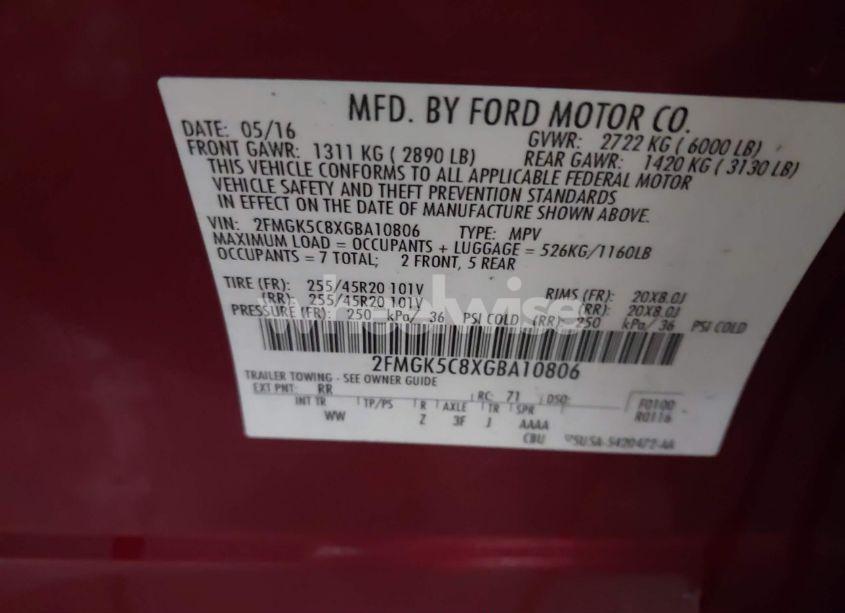 MFD. BY FORD MOTOR CO.
DATE: 05/16 GVWR: 2722 KG ( 6000 LB)
FRONT GAWR: 1311 KG ( 2890 LB) REAR GAWR: 1420 KG ( 3130 LB)
THIS VEHICLE CONFORMS TO ALL APPLICABLE FEDERAL MOTOR
VEHICLE SAFETY AND THEFT PREVENTION STANDARDS
IN EFFECT ON THE DATE OF MANUFACTURE SHOWN ABOVE.
VIN: 2FMGK5C8XGBA10806 TYPE: MPV
MAXIMUM LOAD = OCCUPANTS + LUGGAGE = 526KG/1160LB
OCCUPANTS = 7 TOTAL; 2 FRONT, 5 REAR
TIRE (FR): 255/45R20 101V RIMS (FR): 20X8.0J
(RR): 255/45R20 101V (RR): 20X8.0J
PRESSURE (FR): 250 kPa/ 36 PSI COLD (RR): 250 kPa/ 36 PSI COLD
wheelwise
2FMGK5C8XGBA10806
TRAILER TOWING - SEE OWNER GUIDE
EXT PNT: RR RC: 71 DSO: F0100
INT TR TP/PS R AXLE TR SPR R0116
WW Z 3F J AAAA
CBU